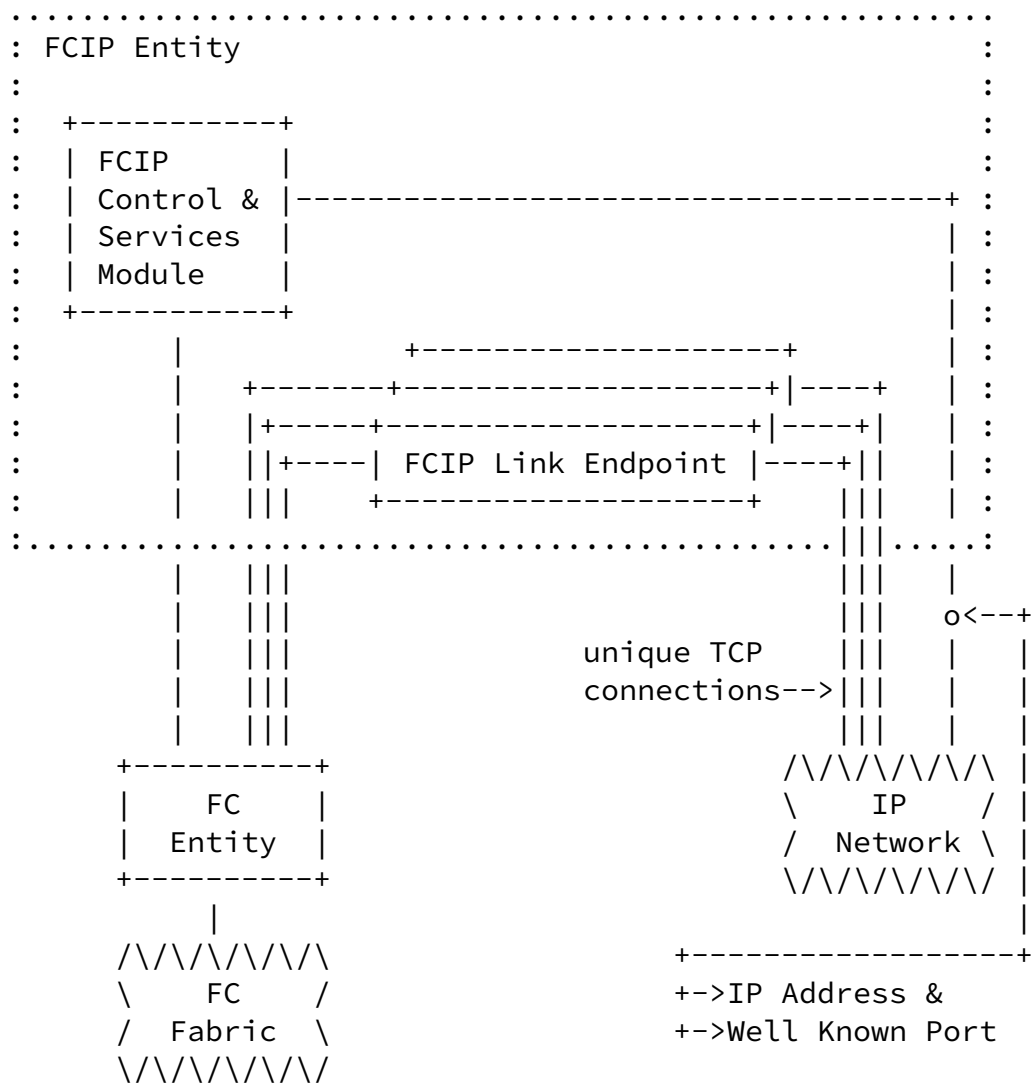 FCIP Entity
FCIP
Control &
Services
Module
FCIP Link Endpoint
o<--+
unique TCP
connections-->
FC
Entity
IP
Network
FC
Fabric
+->IP Address &
+->Well Known Port